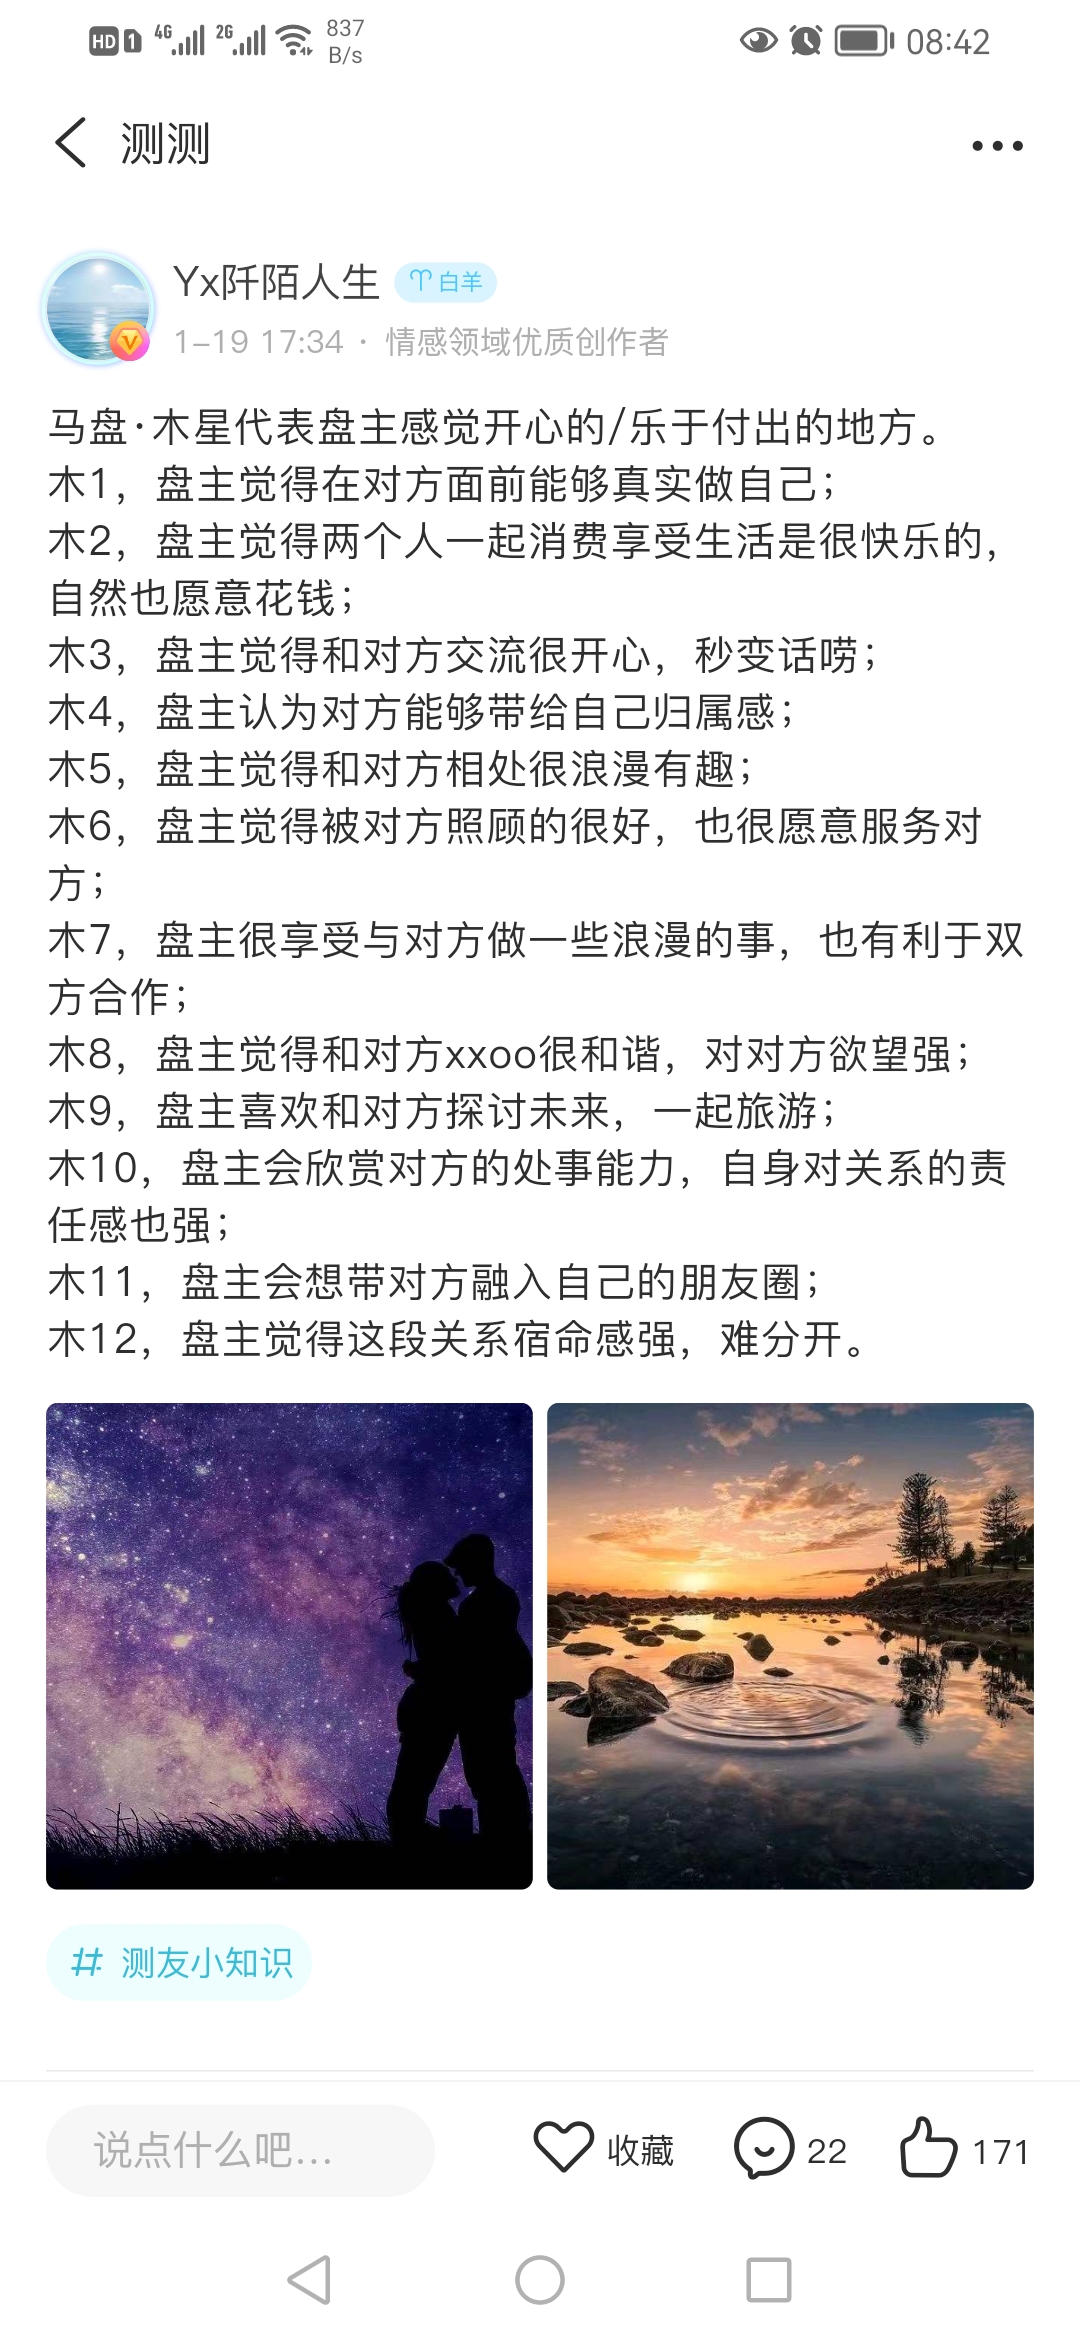 HD 1 4G 2G 837 B/s 08:42
测测
Yx阡陌人生 白羊
1-19 17:34 · 情感领域优质创作者
马盘·木星代表盘主感觉开心的/乐于付出的地方。
木1，盘主觉得在对方面前能够真实做自己；
木2，盘主觉得两个人一起消费享受生活是很快乐的，
自然也愿意花钱；
木3，盘主觉得和对方交流很开心，秒变话唠；
木4，盘主认为对方能够带给自己归属感；
木5，盘主觉得和对方相处很浪漫有趣；
木6，盘主觉得被对方照顾的很好，也很愿意服务对
方；
木7，盘主很享受与对方做一些浪漫的事，也有利于双
方合作；
木8，盘主觉得和对方xxoo很和谐，对对方欲望强；
木9，盘主喜欢和对方探讨未来，一起旅游；
木10，盘主会欣赏对方的处事能力，自身对关系的责
任感也强；
木11，盘主会想带对方融入自己的朋友圈；
木12，盘主觉得这段关系宿命感强，难分开。
# 测友小知识
说点什么吧... 收藏 22 171